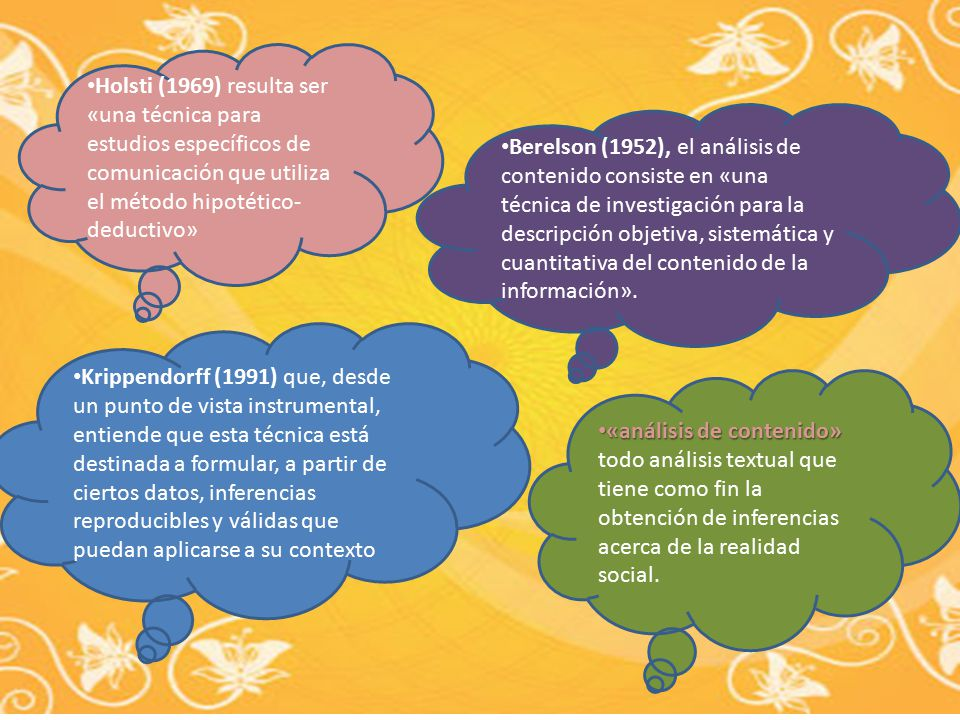 •Holsti (1969) resulta ser
«una técnica para
estudios específicos de
comunicación que utiliza
el método hipotético-
deductivo»
•Berelson (1952), el análisis de
contenido consiste en «una
técnica de investigación para la
descripción objetiva, sistemática y
cuantitativa del contenido de la
información».
•Krippendorff (1991) que, desde
un punto de vista instrumental,
entiende que esta técnica está
destinada a formular, a partir de
ciertos datos, inferencias
reproducibles y válidas que
puedan aplicarse a su contexto
•«análisis de contenido»
todo análisis textual que
tiene como fin la
obtención de inferencias
acerca de la realidad
social.